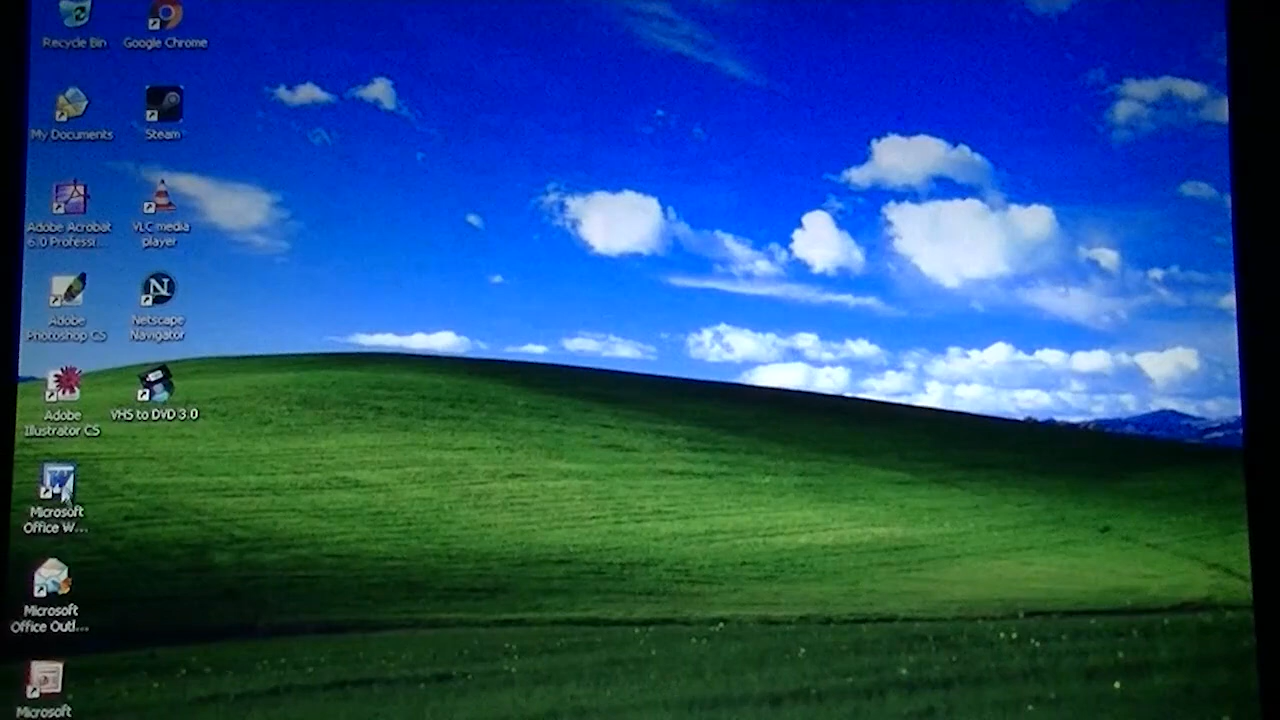 Recycle Bin
Google Chrome
My Documents
Steam
Adobe Acrobat
6.0 Professi...
VLC media
player
Adobe
Photoshop CS
Netscape
Navigator
N
Adobe
Illustrator CS
VHS to DVD 3.0
W
Microsoft
Office W...
Microsoft
Office Outl...
Microsoft